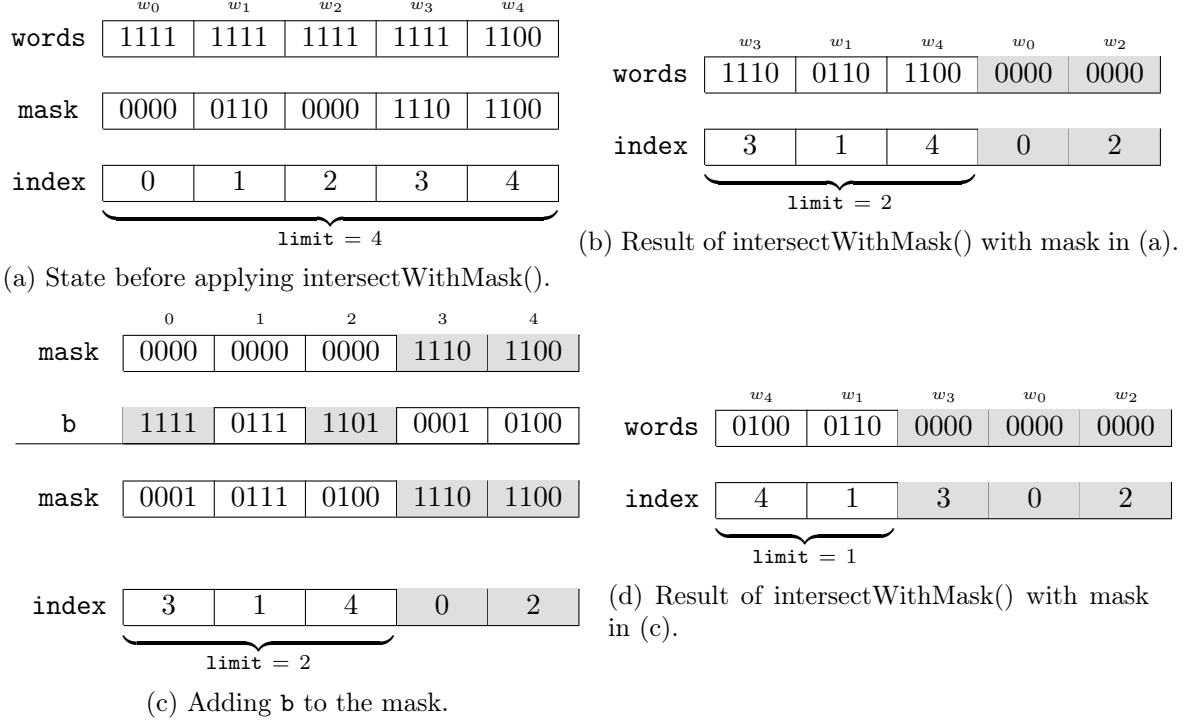 w0 w1 w2 w3 w4
words 1111 1111 1111 1111 1100
mask 0000 0110 0000 1110 1100
index 0 1 2 3 4
limit = 4
(a) State before applying intersectWithMask().
w3 w1 w4 w0 w2
words 1110 0110 1100 0000 0000
index 3 1 4 0 2
limit = 2
(b) Result of intersectWithMask() with mask in (a).
0 1 2 3 4
mask 0000 0000 0000 1110 1100
b 1111 0111 1101 0001 0100
mask 0001 0111 0100 1110 1100
index 3 1 4 0 2
limit = 2
(c) Adding b to the mask.
w4 w1 w3 w0 w2
words 0100 0110 0000 0000 0000
index 4 1 3 0 2
limit = 1
(d) Result of intersectWithMask() with mask
in (c).